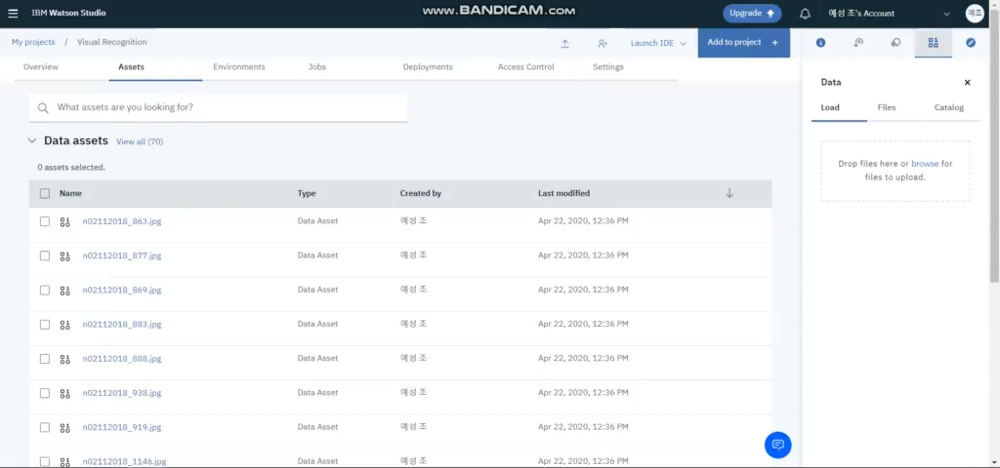 IBM Watson Studio
www.BANDICAM.com
Upgrade
예성 조's Account
예조
My projects / Visual Recognition
Launch IDE
Add to project +
Overview
Assets
Environments
Jobs
Deployments
Access Control
Settings
What assets are you looking for?
Data assets View all (70)
0 assets selected.
Name Type Created by Last modified
n02112018_863.jpg Data Asset 예성 조 Apr 22, 2020, 12:36 PM
n02112018_877.jpg Data Asset 예성 조 Apr 22, 2020, 12:36 PM
n02112018_869.jpg Data Asset 예성 조 Apr 22, 2020, 12:36 PM
n02112018_883.jpg Data Asset 예성 조 Apr 22, 2020, 12:36 PM
n02112018_888.jpg Data Asset 예성 조 Apr 22, 2020, 12:36 PM
n02112018_938.jpg Data Asset 예성 조 Apr 22, 2020, 12:36 PM
n02112018_919.jpg Data Asset 예성 조 Apr 22, 2020, 12:36 PM
n02112018_1146.jpg Data Asset 예성 조 Apr 22, 2020, 12:36 PM
Data
Load
Files
Catalog
Drop files here or browse for
files to upload.